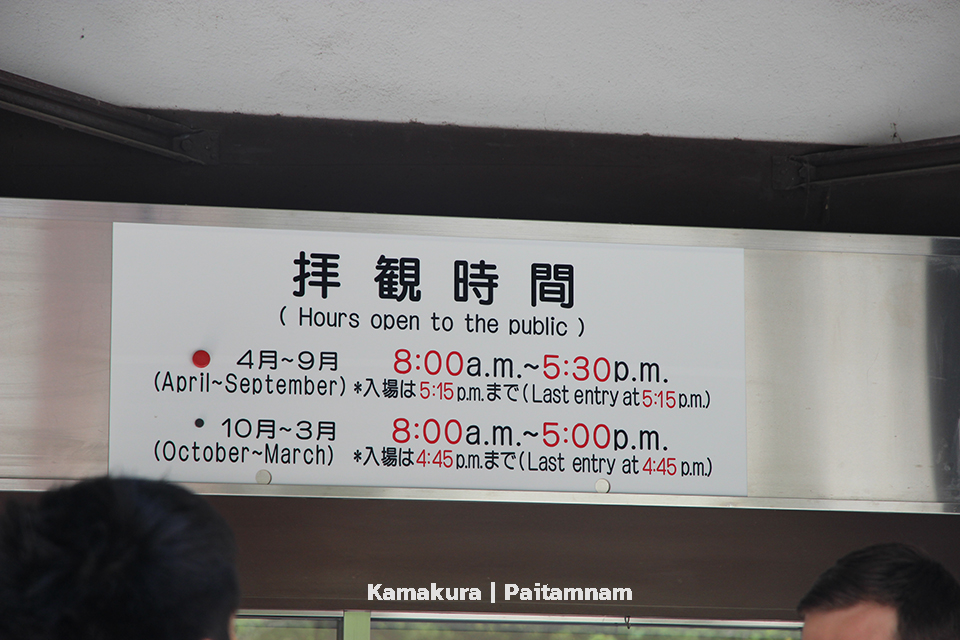 拝観時間
( Hours open to the public )
4月~9月 8:00a.m.~5:30p.m.
(April~September) *入場は5:15p.m.まで(Last entry at 5:15p.m.)
10月~3月 8:00a.m.~5:00p.m.
(October~March) *入場は4:45p.m.まで(Last entry at 4:45p.m.)
Kamakura | Paitamnam